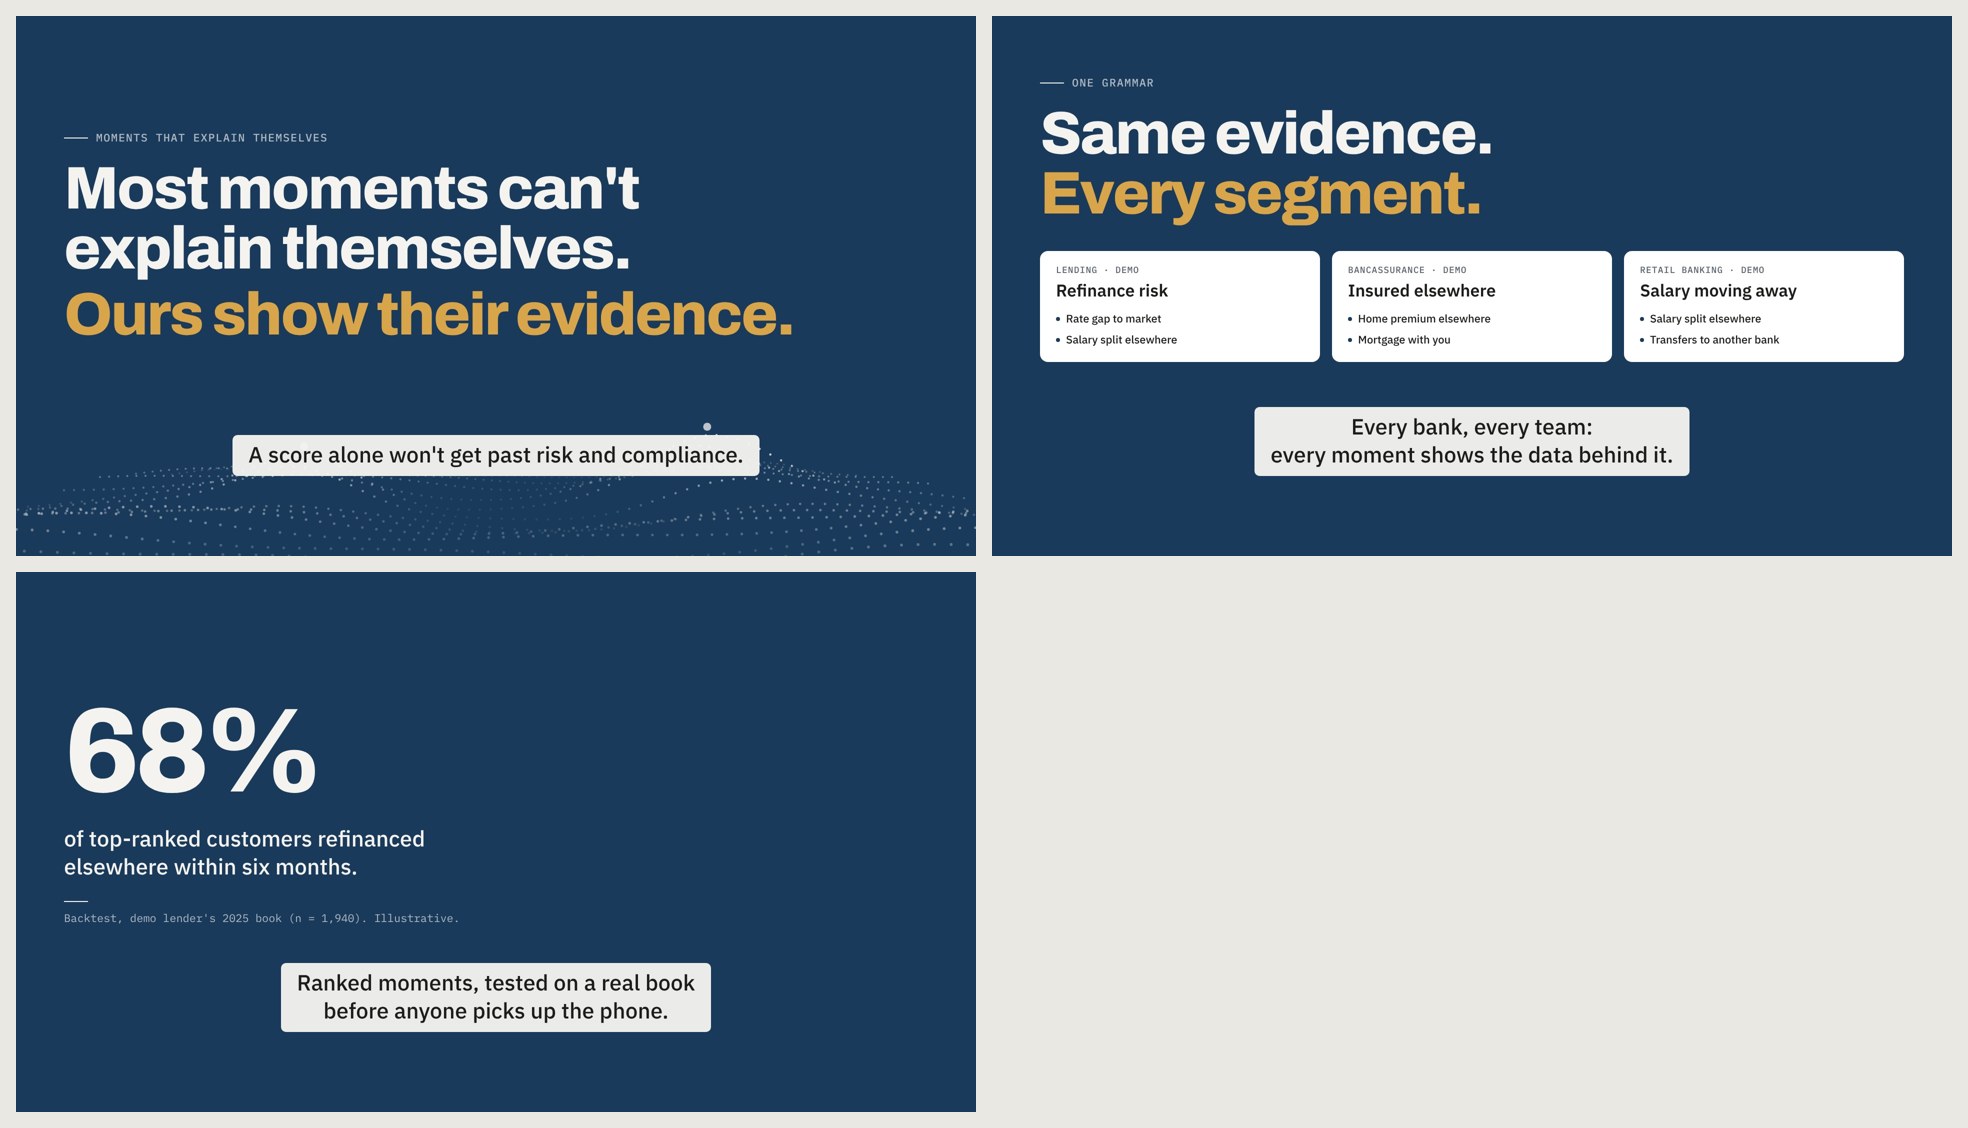 MOMENTS THAT EXPLAIN THEMSELVES
Most moments can't
explain themselves.
Ours show their evidence.
A score alone won't get past risk and compliance.
ONE GRAMMAR
Same evidence.
Every segment.
LENDING · DEMO
Refinance risk
• Rate gap to market
• Salary split elsewhere
BANCASSURANCE · DEMO
Insured elsewhere
• Home premium elsewhere
• Mortgage with you
RETAIL BANKING · DEMO
Salary moving away
• Salary split elsewhere
• Transfers to another bank
Every bank, every team:
every moment shows the data behind it.
68%
of top-ranked customers refinanced
elsewhere within six months.
Backtest, demo lender's 2025 book (n = 1,940). Illustrative.
Ranked moments, tested on a real book
before anyone picks up the phone.